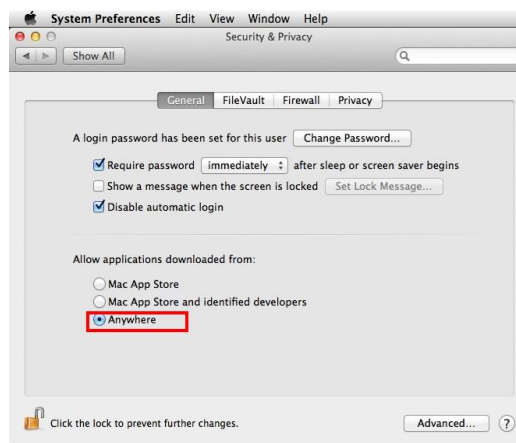 System Preferences Edit View Window Help
Security & Privacy
Show All
General FileVault Firewall Privacy
A login password has been set for this user Change Password...
Require password immediately after sleep or screen saver begins
Show a message when the screen is locked Set Lock Message...
Disable automatic login
Allow applications downloaded from:
Mac App Store
Mac App Store and identified developers
Anywhere
Click the lock to prevent further changes. Advanced... ?